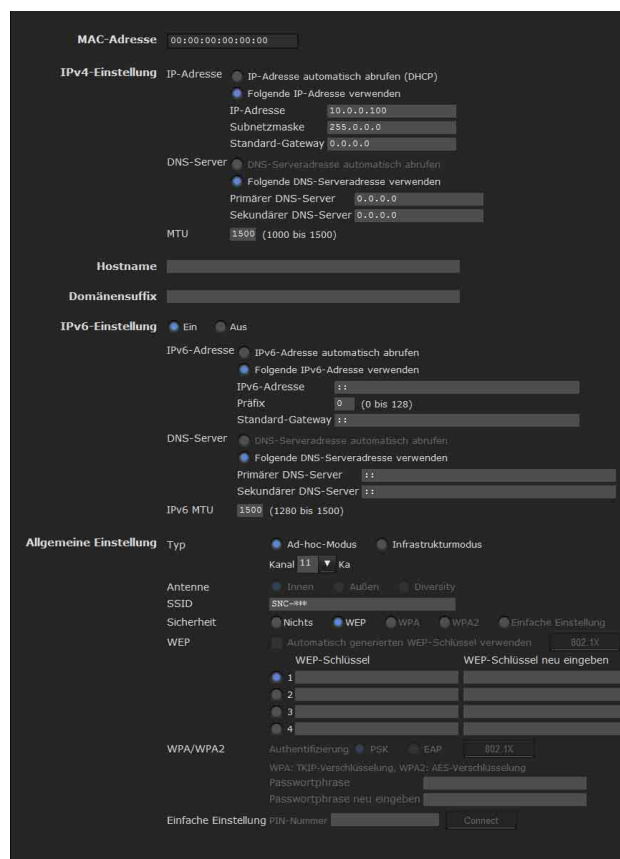 MAC-Adresse 00:00:00:00:00:00
IPv4-Einstellung IP-Adresse IP-Adresse automatisch abrufen (DHCP)
Folgende IP-Adresse verwenden
IP-Adresse 10.0.0.100
Subnetzmaske 255.0.0.0
Standard-Gateway 0.0.0.0
DNS-Server DNS-Serveradresse automatisch abrufen
Folgende DNS-Serveradresse verwenden
Primärer DNS-Server 0.0.0.0
Sekundärer DNS-Server 0.0.0.0
MTU 1500 (1000 bis 1500)
Hostname
Domänensuffix
IPv6-Einstellung Ein Aus
IPv6-Adresse IPv6-Adresse automatisch abrufen
Folgende IPv6-Adresse verwenden
IPv6-Adresse ::
Präfix 0 (0 bis 128)
Standard-Gateway ::
DNS-Server DNS-Serveradresse automatisch abrufen
Folgende DNS-Serveradresse verwenden
Primärer DNS-Server ::
Sekundärer DNS-Server ::
IPv6 MTU 1500 (1280 bis 1500)
Allgemeine Einstellung Typ Ad-hoc-Modus Infrastrukturmodus
Kanal 11 ▼ Ka
Antenne Innen Außen Diversity
SSID SNC-***
Sicherheit Nichts WEP WPA WPA2 Einfache Einstellung
WEP Automatisch generierten WEP-Schlüssel verwenden 802.1X
WEP-Schlüssel WEP-Schlüssel neu eingeben
1
2
3
4
WPA/WPA2 Authentifizierung PSK EAP 802.1X
WPA: TKIP-Verschlüsselung, WPA2: AES-Verschlüsselung
Passwortphrase
Passwortphrase neu eingeben
Einfache Einstellung PIN-Nummer Connect